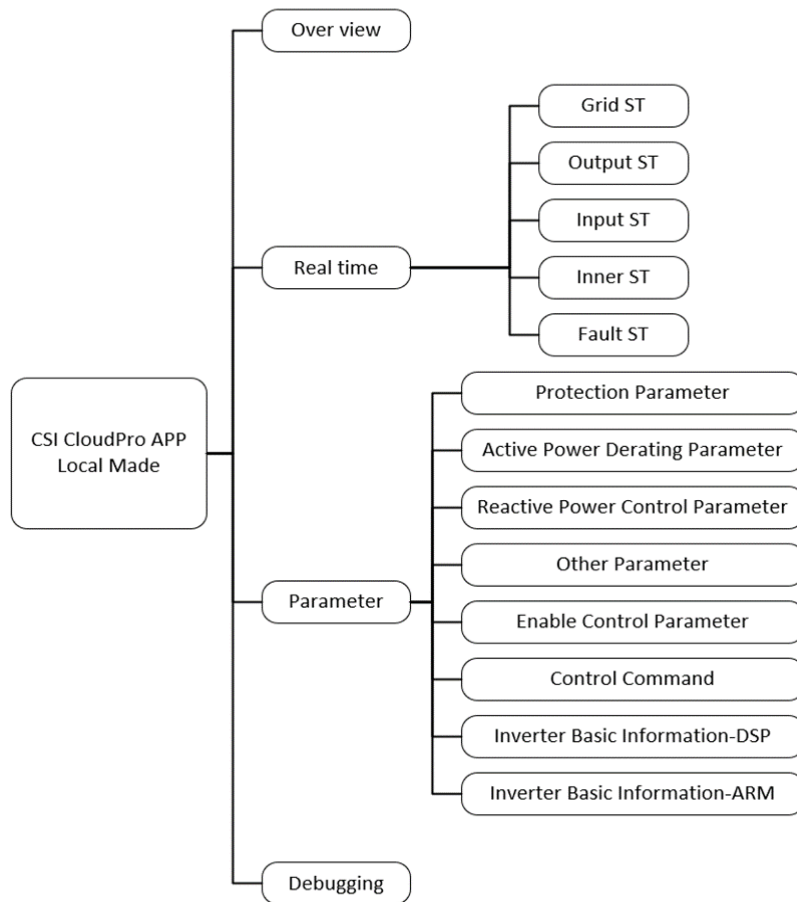 Over view
Grid ST
Output ST
Input ST
Real time
Inner ST
Fault ST
CSI CloudPro APP
Local Made
Protection Parameter
Active Power Derating Parameter
Reactive Power Control Parameter
Other Parameter
Parameter
Enable Control Parameter
Control Command
Inverter Basic Information-DSP
Inverter Basic Information-ARM
Debugging